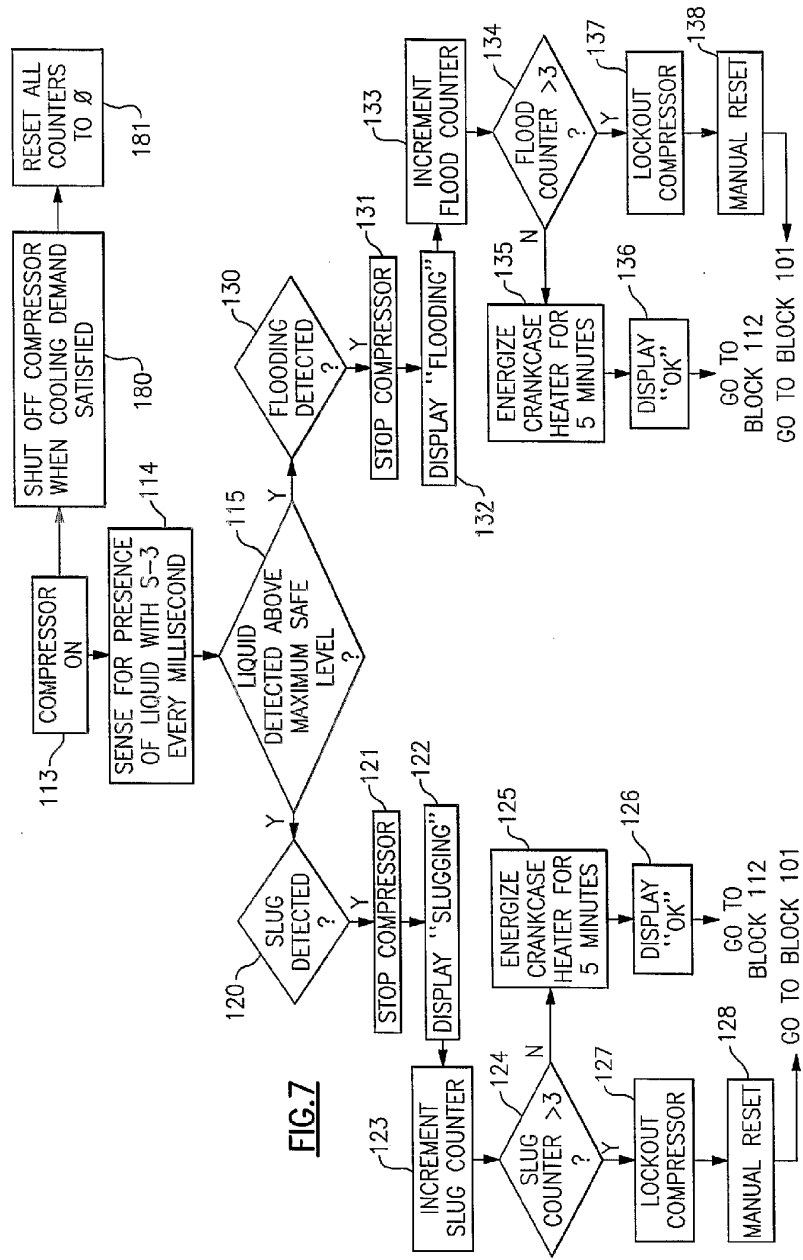 COMPRESSOR
ON
113
SHUT OFF COMPRESSOR
WHEN COOLING DEMAND
SATISFIED
180
RESET ALL
COUNTERS
TO Ø
181
SENSE FOR PRESENCE
OF LIQUID WITH S-3
EVERY MILLISECOND
114
LIQUID
DETECTED ABOVE
MAXIMUM SAFE
LEVEL
?
115
Y
Y
SLUG
DETECTED
?
120
Y
STOP COMPRESSOR
121
DISPLAY "SLUGGING"
122
INCREMENT
SLUG COUNTER
123
SLUG
COUNTER >3
?
124
N
Y
ENERGIZE
CRANKCASE
HEATER FOR
5 MINUTES
125
DISPLAY
"OK"
126
GO TO
BLOCK 112
LOCKOUT
COMPRESSOR
127
MANUAL RESET
128
GO TO BLOCK 101
FLOODING
DETECTED
?
130
Y
STOP COMPRESSOR
131
DISPLAY "FLOODING"
132
INCREMENT
FLOOD COUNTER
133
FLOOD
COUNTER >3
?
134
N
Y
ENERGIZE
CRANKCASE
HEATER FOR
5 MINUTES
135
DISPLAY
"OK"
136
GO TO
BLOCK 112
LOCKOUT
COMPRESSOR
137
MANUAL RESET
138
GO TO BLOCK 101
FIG.7